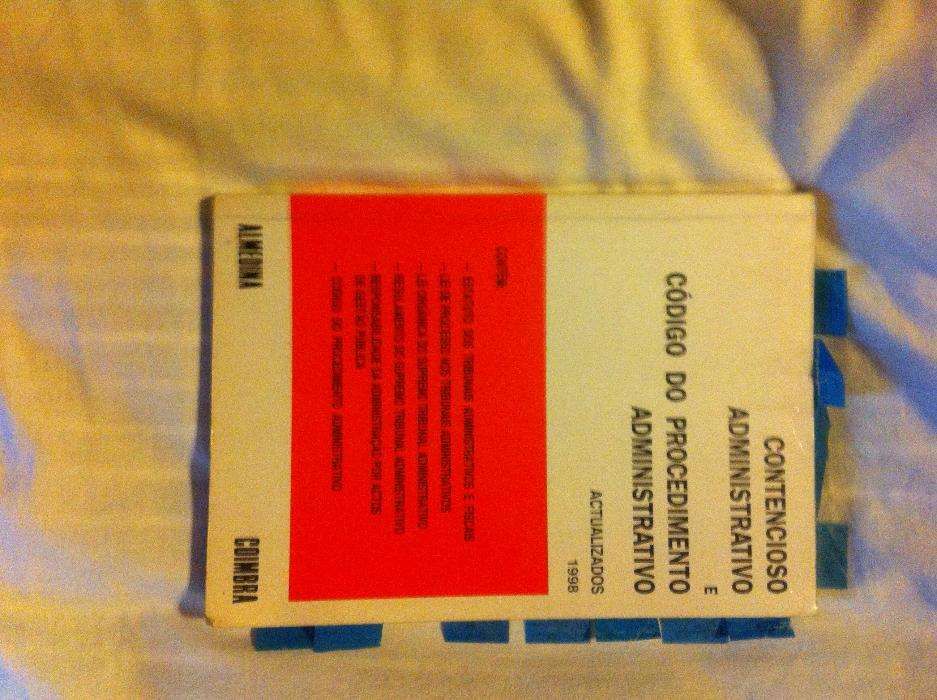 CONTENCIOSO
ADMINISTRATIVO
E
CÓDIGO DO PROCEDIMENTO
ADMINISTRATIVO
ACTUALIZADOS
1998
CONTÉM:
— ESTATUTO DOS TRIBUNAIS ADMINISTRATIVOS E FISCAIS
— LEI DE PROCESSO NOS TRIBUNAIS ADMINISTRATIVOS
— LEI ORGÂNICA DO SUPREMO TRIBUNAL ADMINISTRATIVO
— REGULAMENTO DO SUPREMO TRIBUNAL ADMINISTRATIVO
— RESPONSABILIDADE DA ADMINISTRAÇÃO POR ACTOS
DE GESTÃO PÚBLICA
— CÓDIGO DO PROCEDIMENTO ADMINISTRATIVO
ALMEDINA
COIMBRA